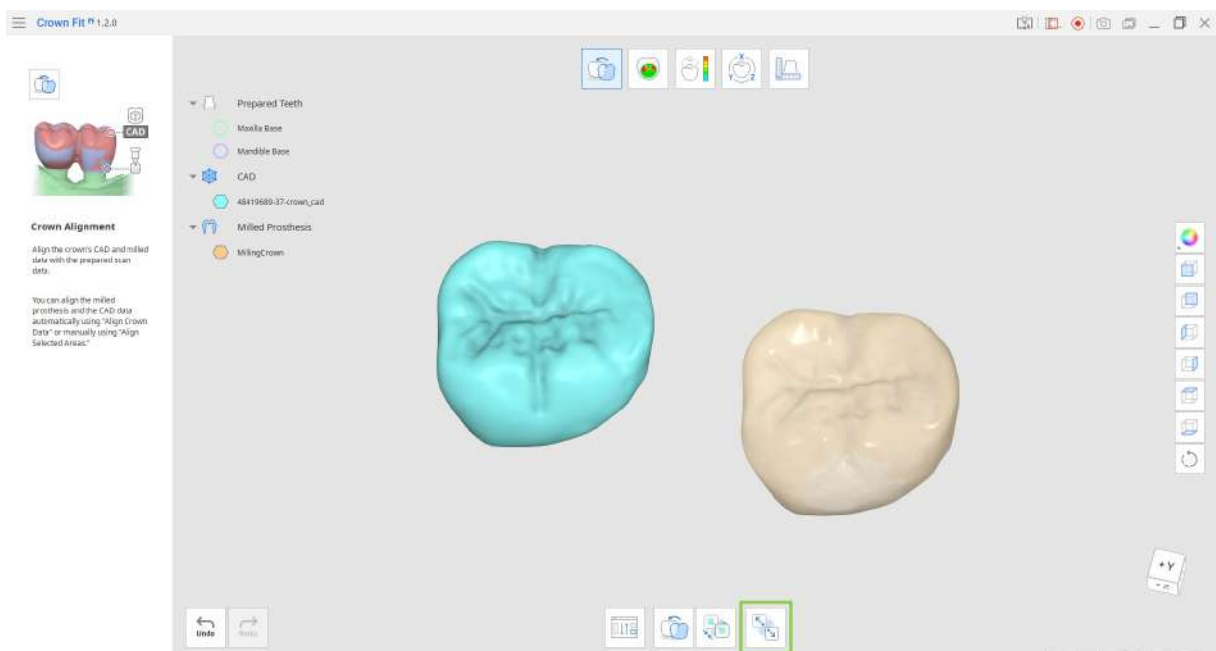 Crown Fit 1.2.0
CAD
Crown Alignment
Align the crown's CAD and milled
data with the prepared scan
data.
You can align the milled
prosthesis and the CAD data
automatically using "Align Crown
Data" or manually using "Align
Selected Areas."
Prepared Teeth
Maxilla Base
Mandible Base
CAD
48419689-37-crown_cad
Milled Prosthesis
MilingCrown
X
Y
Z
+Y
Undo
Redo